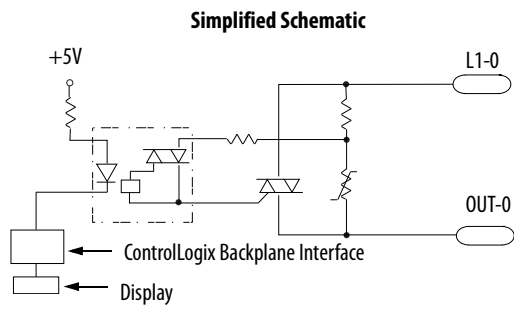 Simplified Schematic
+5V
L1-0
OUT-0
ControlLogix Backplane Interface
Display